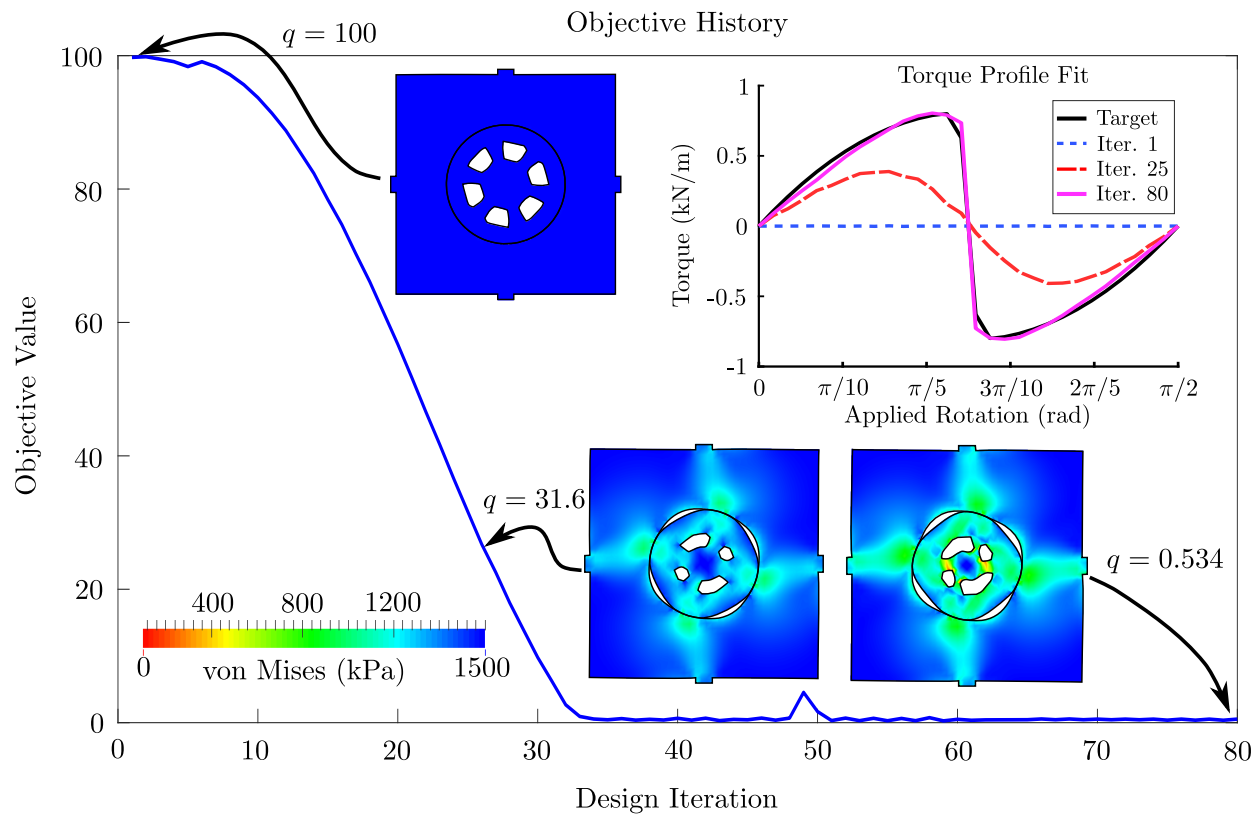 Objective History
q = 100
100
80
60
40
20
0
Objective Value
Torque Profile Fit
1
0.5
0
-0.5
-1
Torque (kN/m)
Target
Iter. 1
Iter. 25
Iter. 80
0 π/10 π/5 3π/10 2π/5 π/2
Applied Rotation (rad)
q = 31.6
q = 0.534
400 800 1200
0 von Mises (kPa) 1500
0 10 20 30 40 50 60 70 80
Design Iteration